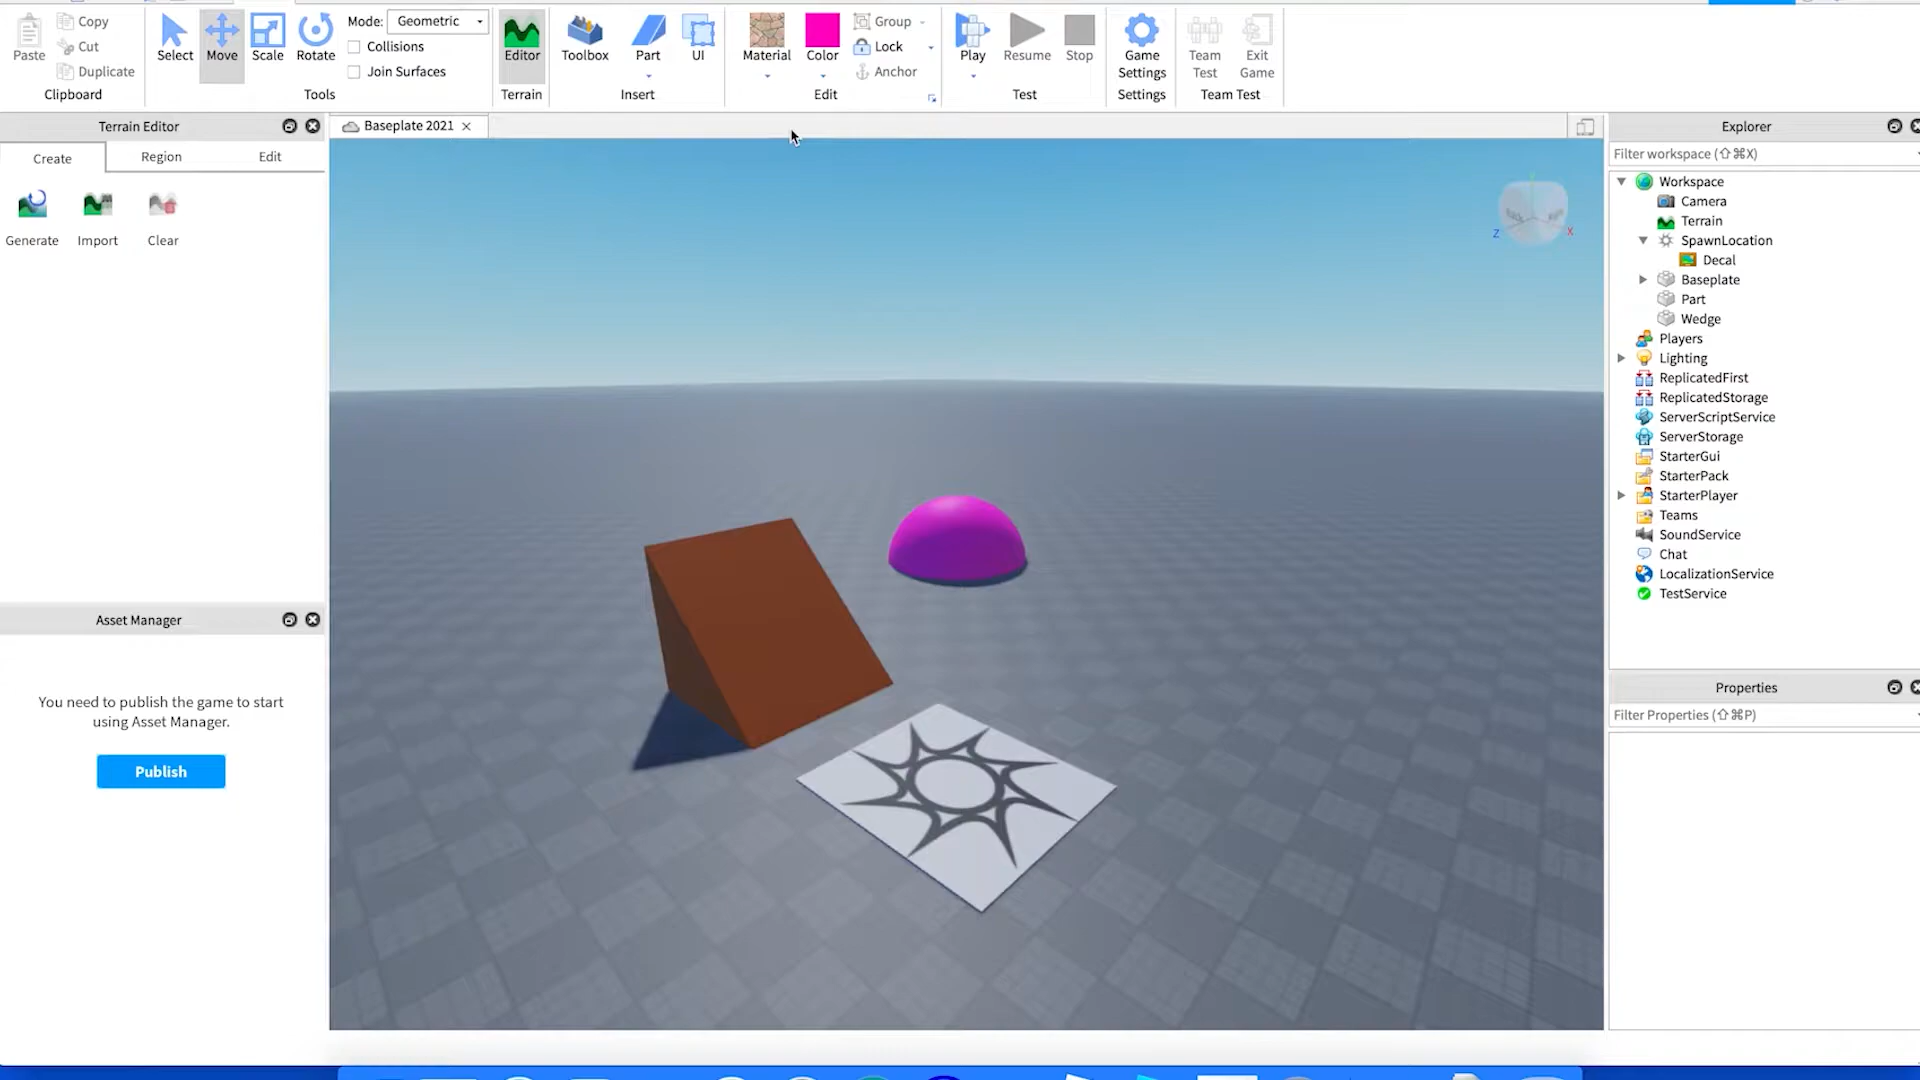 Paste
Copy
Cut
Duplicate
Clipboard
Select
Move
Scale
Rotate
Mode: Geometric
Collisions
Join Surfaces
Tools
Editor
Terrain
Toolbox
Part
UI
Insert
Material
Color
Group
Lock
Anchor
Edit
Play
Resume
Stop
Test
Game
Settings
Settings
Team
Test
Exit
Game
Team Test
Terrain Editor
Create
Region
Edit
Generate
Import
Clear
Baseplate 2021
Z
X
Asset Manager
You need to publish the game to start
using Asset Manager.
Publish
Explorer
Filter workspace (⇧⌘X)
Workspace
Camera
Terrain
SpawnLocation
Decal
Baseplate
Part
Wedge
Players
Lighting
ReplicatedFirst
ReplicatedStorage
ServerScriptService
ServerStorage
StarterGui
StarterPack
StarterPlayer
Teams
SoundService
Chat
LocalizationService
TestService
Properties
Filter Properties (⇧⌘P)